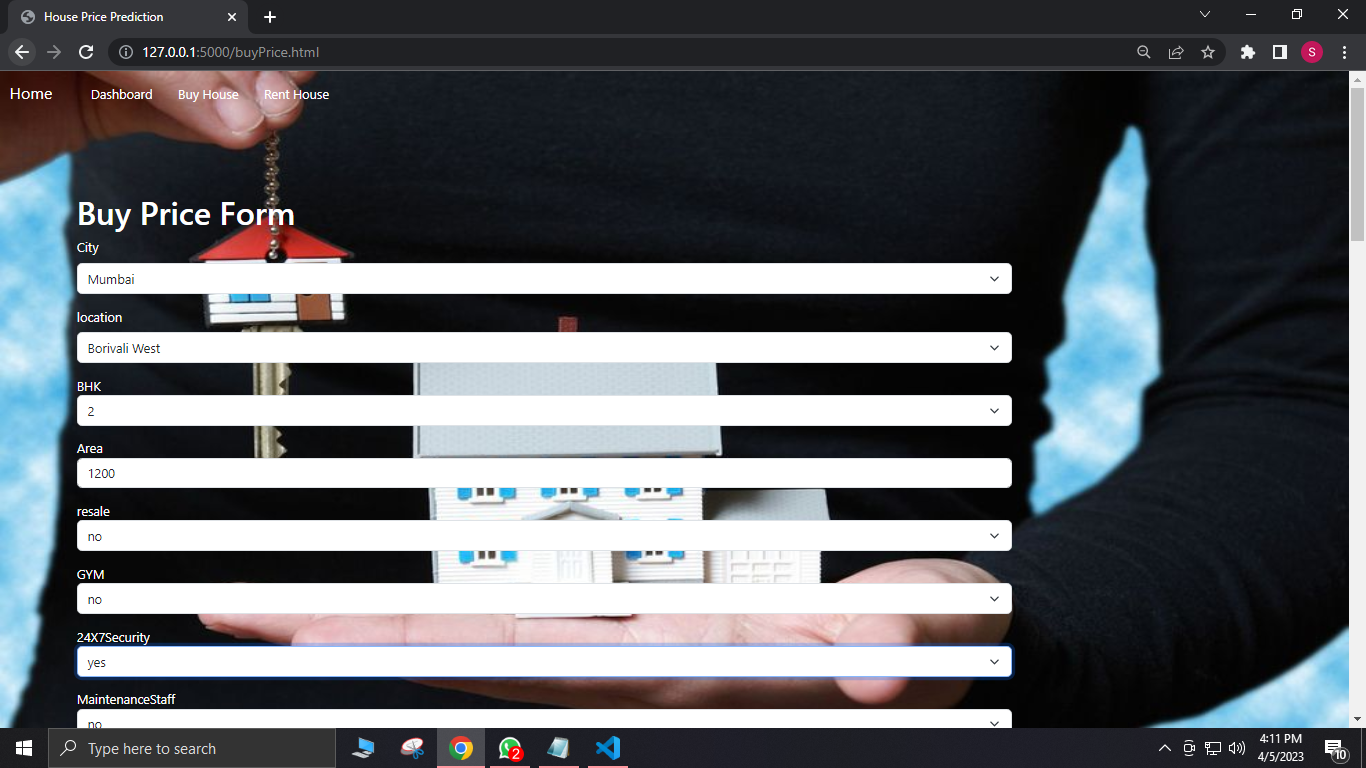 House Price Prediction
127.0.0.1:5000/buyPrice.html
S
Home Dashboard Buy House Rent House
Buy Price Form
City
Mumbai
location
Borivali West
BHK
2
Area
1200
resale
no
GYM
no
24X7Security
yes
MaintenanceStaff
no
Type here to search
2
4:11 PM
4/5/2023
10